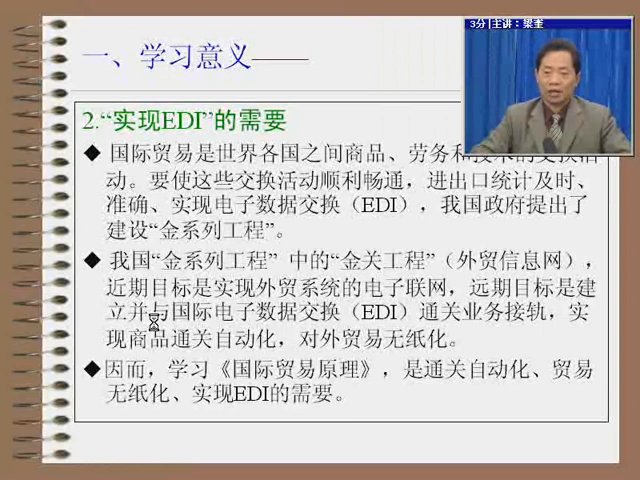 3分|主讲：梁奎
一、学习意义——
2.“实现EDI”的需要
◆ 国际贸易是世界各国之间商品、劳务和技术的交换活
动。要使这些交换活动顺利畅通，进出口统计及时、
准确、实现电子数据交换（EDI），我国政府提出了
建设“金系列工程”。
◆ 我国“金系列工程” 中的“金关工程”（外贸信息网），
近期目标是实现外贸系统的电子联网，远期目标是建
立并与国际电子数据交换（EDI）通关业务接轨，实
现商品通关自动化，对外贸易无纸化。
◆因而，学习《国际贸易原理》，是通关自动化、贸易
无纸化、实现EDI的需要。